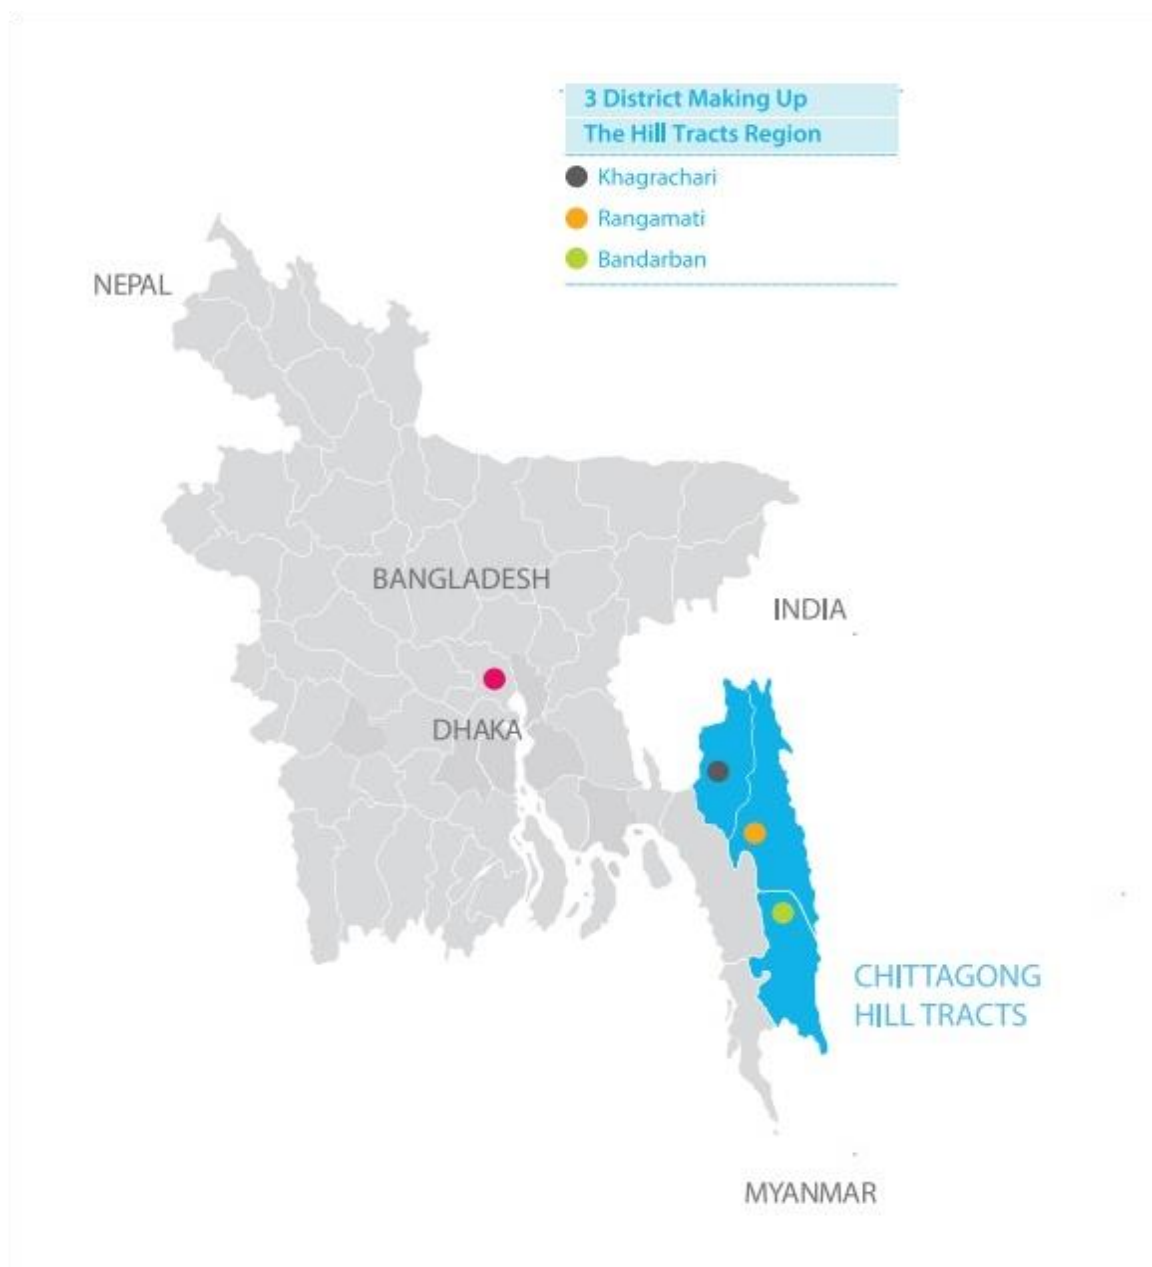 3 District Making Up
The Hill Tracts Region
Khagrachari
Rangamati
Bandarban
NEPAL
BANGLADESH
INDIA
DHAKA
CHITTAGONG
HILL TRACTS
MYANMAR